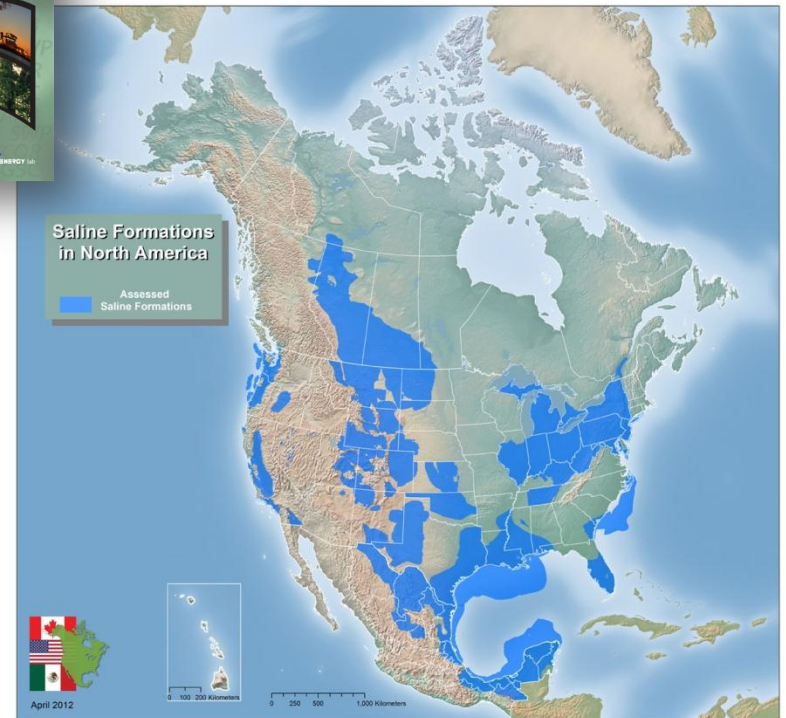 ENERGY lab
Saline Formations
in North America
Assessed
Saline Formations
April 2012
0 100 200 Kilometers
0 250 500 1,000 Kilometers